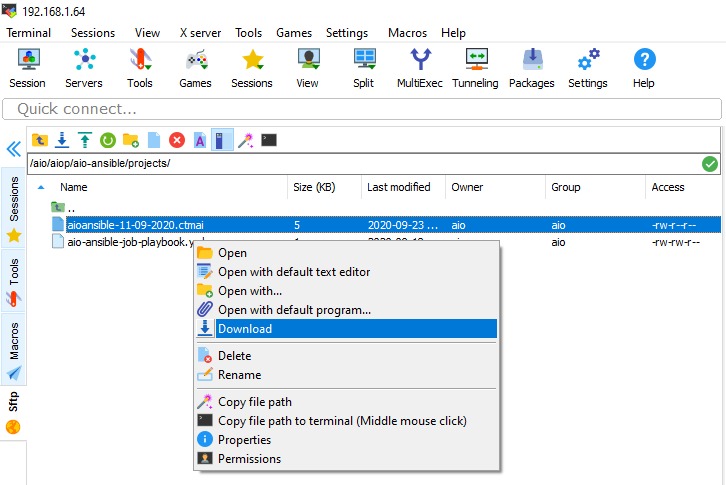 192.168.1.64
Terminal Sessions View X server Tools Games Settings Macros Help
Session Servers Tools Games Sessions View Split MultiExec Tunneling Packages Settings Help
Quick connect...
/aio/aiop/aio-ansible/projects/
Name Size (KB) Last modified Owner Group Access
..
aioansible-11-09-2020.ctmai 5 2020-09-23 ... aio aio -rw-r--r--
aio-ansible-job-playbook.y aio -rw-rw-r--
Open
Open with default text editor
Open with...
Open with default program...
Download
Delete
Rename
Copy file path
Copy file path to terminal (Middle mouse click)
Properties
Permissions
Sessions
Tools
Macros
Sftp